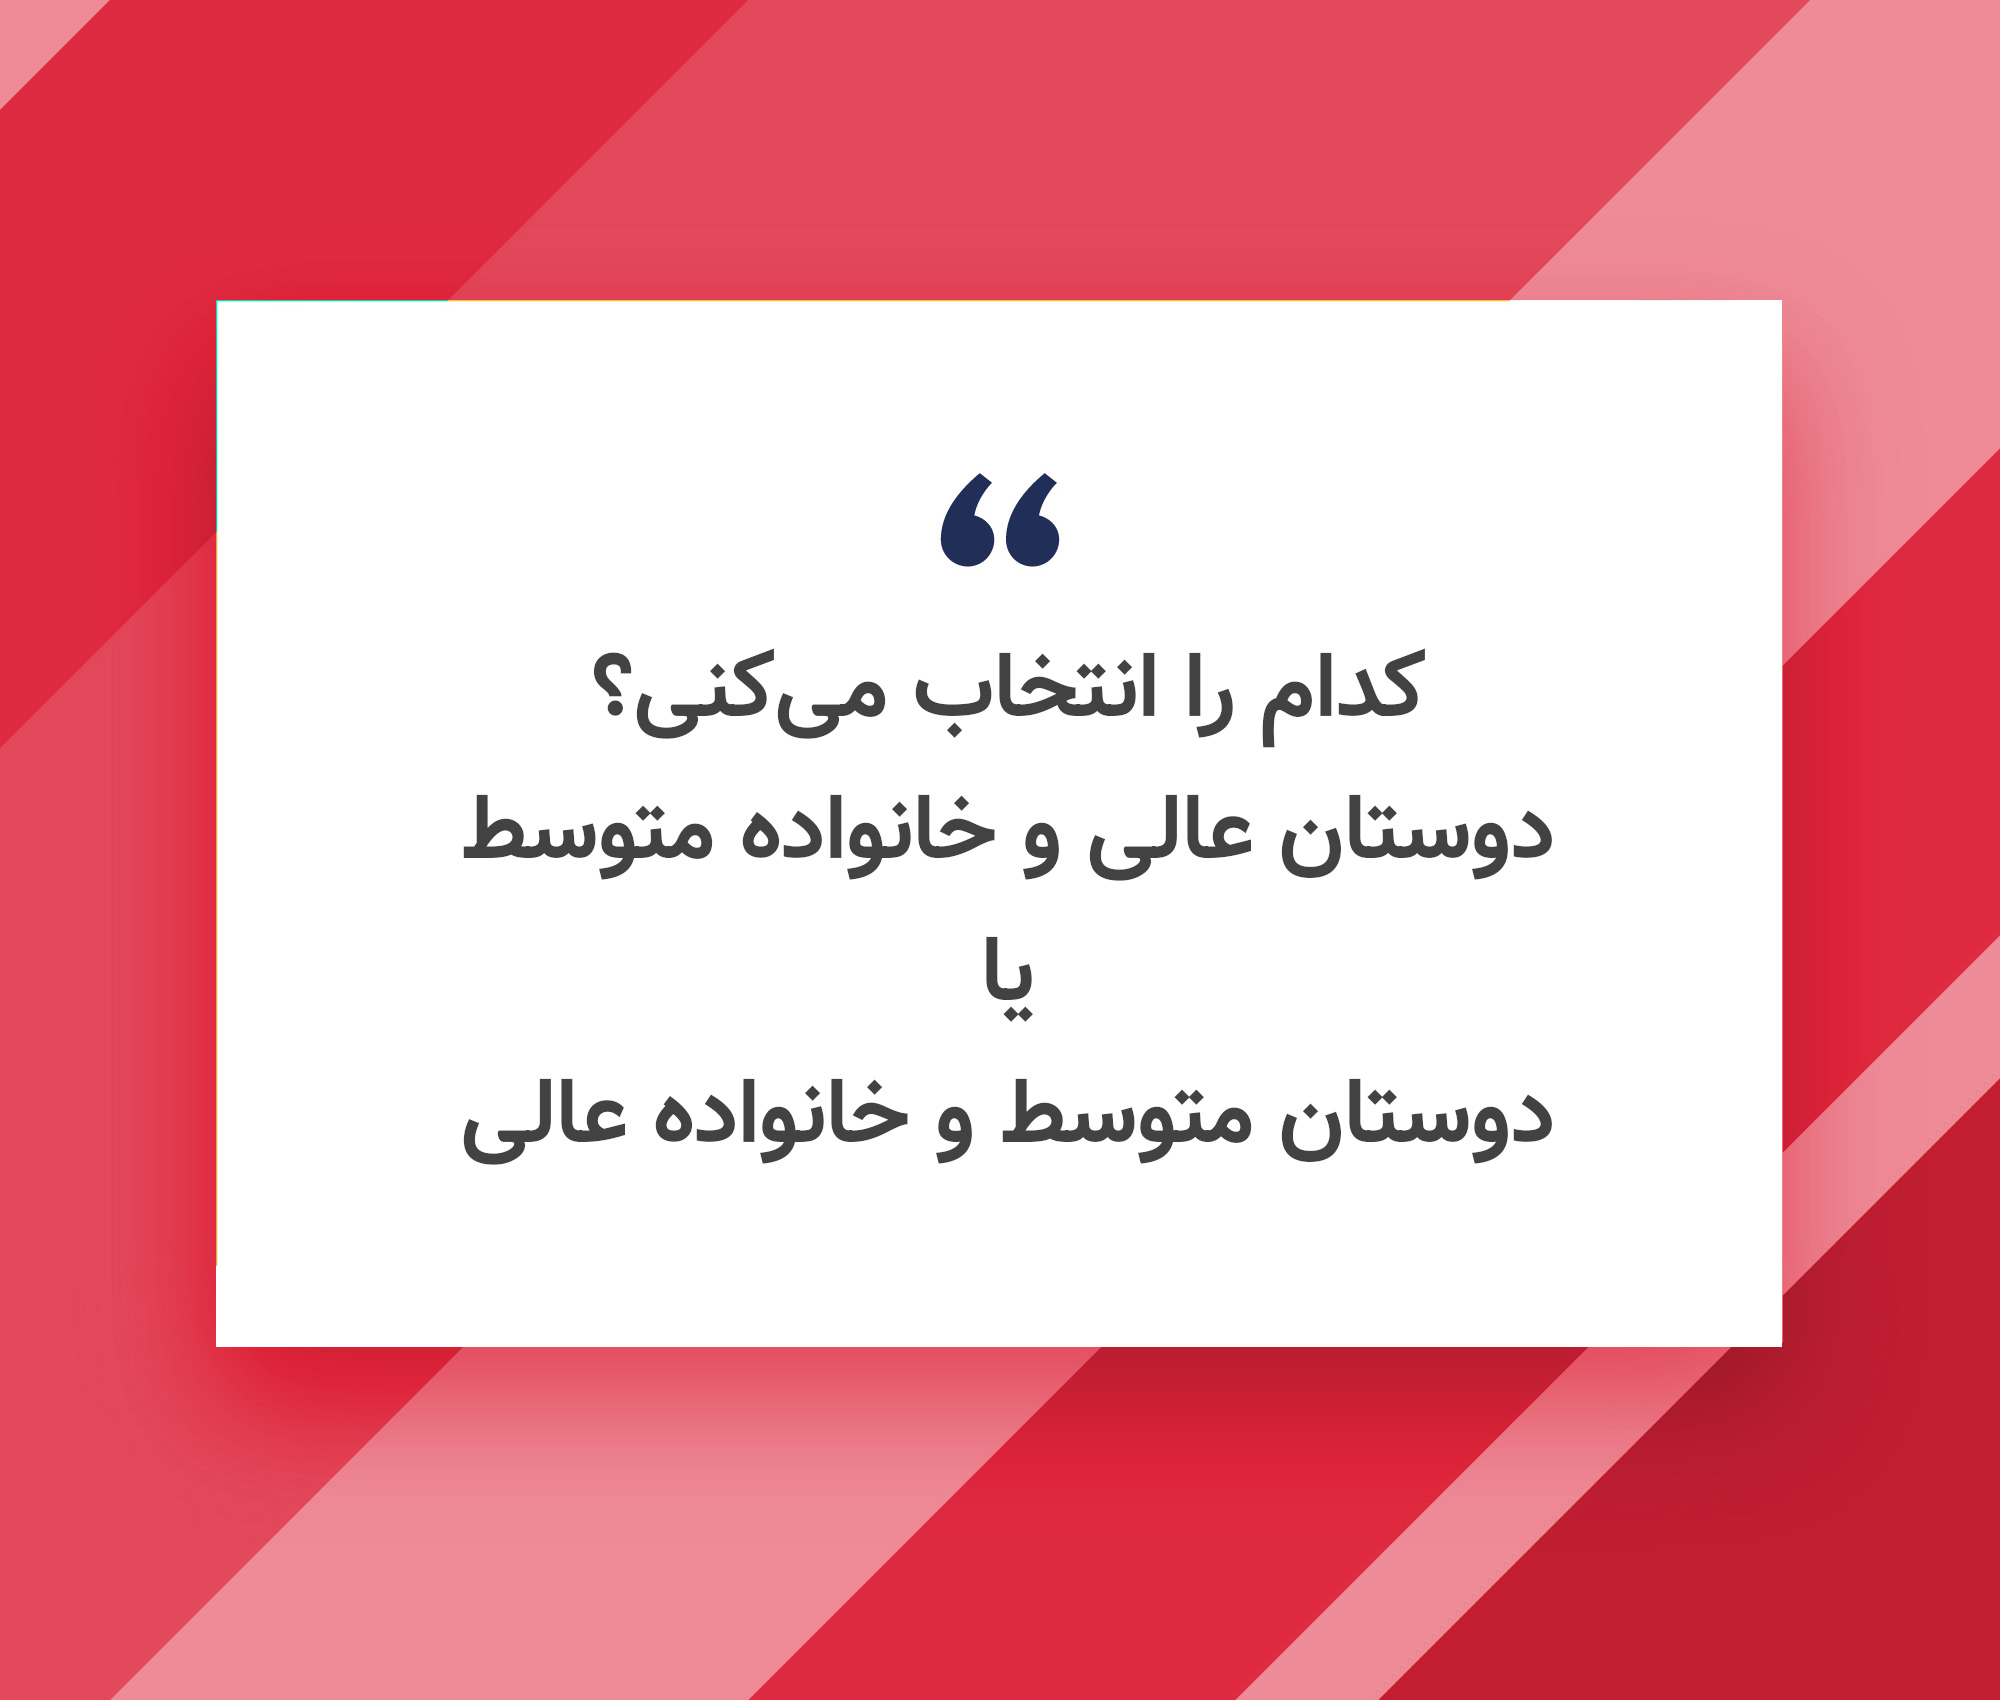 “
کدام را انتخاب می‌کنی؟
دوستان عالی و خانواده متوسط
یا
دوستان متوسط و خانواده عالی